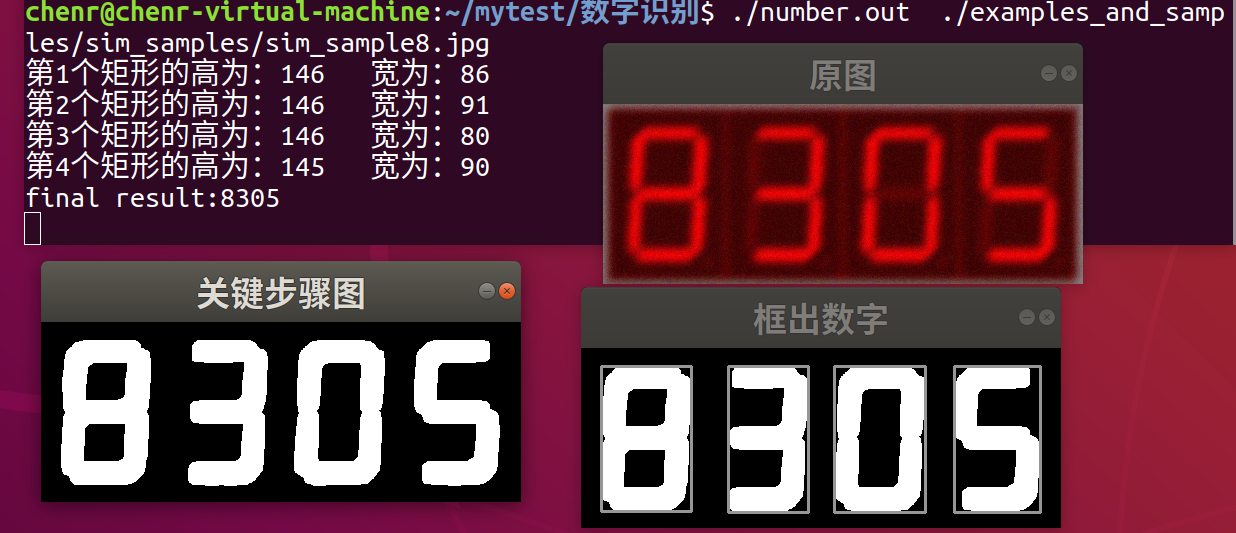 chenr@chenr-virtual-machine:~/mytest/数字识别$ ./number.out  ./examples_and_samp
les/sim_samples/sim_sample8.jpg
第1个矩形的高为：146   宽为：86
第2个矩形的高为：146   宽为：91
第3个矩形的高为：146   宽为：80
第4个矩形的高为：145   宽为：90
final result:8305
原图
8305
关键步骤图
8305
框出数字
8305